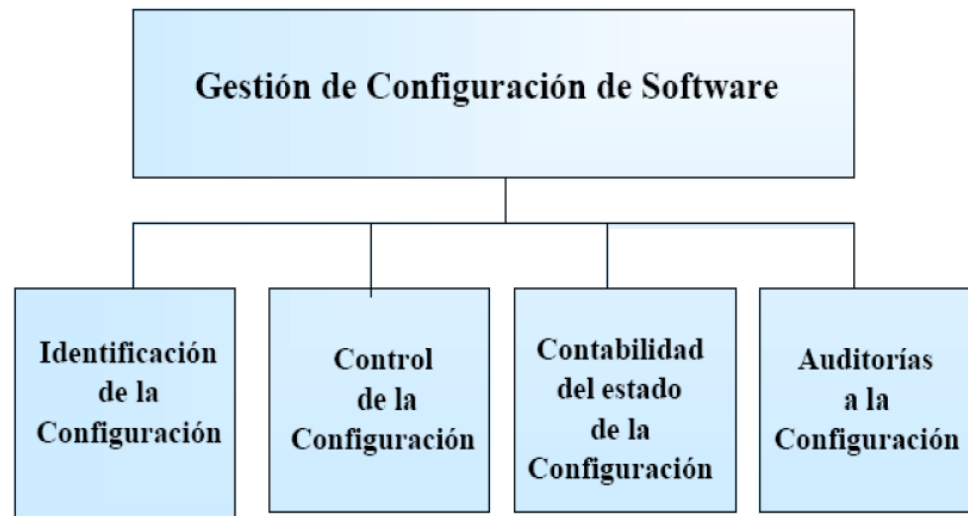 Gestión de Configuración de Software
Identificación
de la
Configuración
Control
de la
Configuración
Contabilidad
del estado
de la
Configuración
Auditorías
a la
Configuración